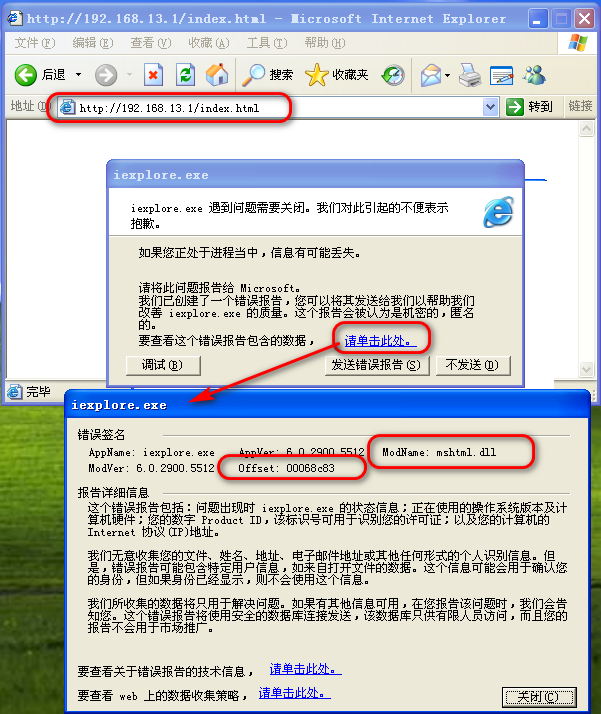 http://192.168.13.1/index.html - Microsoft Internet Explorer
文件(F) 编辑(E) 查看(V) 收藏(A) 工具(T) 帮助(H)
后退 搜索 收藏夹
地址(D) http://192.168.13.1/index.html 转到 链接
iexplore.exe
iexplore.exe 遇到问题需要关闭。我们对此引起的不便表示
抱歉。
如果您正处于进程当中，信息有可能丢失。
请将此问题报告给 Microsoft。
我们已创建了一个错误报告，您可以将其发送给我们以帮助我们
改善 iexplore.exe 的质量。这个报告会被认为是机密的，匿名
的。
要查看这个错误报告包含的数据， 请单击此处。
调试(B) 发送错误报告(S) 不发送(D)
完毕
iexplore.exe
错误签名
AppName: iexplore.exe AppVer: 6.0.2900.5512 ModName: mshtml.dll
ModVer: 6.0.2900.5512 Offset: 00068c83
报告详细信息
这个错误报告包括：问题出现时 iexplore.exe 的状态信息；正在使用的操作系统版本及计
算机硬件；您的数字 Product ID，该标识号可用于识别您的许可证；以及您的计算机的
Internet 协议(IP)地址。
我们无意收集您的文件、姓名、地址、电子邮件地址或其他任何形式的个人识别信息。但
是，错误报告可能包含特定用户信息，如来自打开文件的数据。这个信息可能会用于确认您
的身份，但如果身份已经显示，则不会使用这个信息。
我们所收集的数据将只用于解决问题。如果有其他信息可用，在您报告该问题时，我们会告
知您。这个错误报告将使用安全的数据库连接发送，该数据库只供有限人员访问，而且您的
报告不会用于市场推广。
要查看关于错误报告的技术信息， 请单击此处。
要查看 web 上的数据收集策略， 请单击此处。
关闭(C)